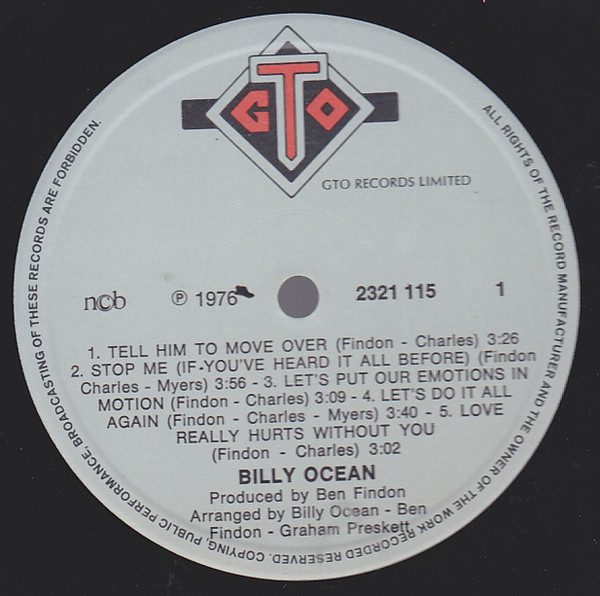 GTO
GTO RECORDS LIMITED
ALL RIGHTS OF THE RECORD MANUFACTURER AND THE OWNER OF THE WORK RECORDED RESERVED. COPYING, PUBLIC PERFORMANCE, BROADCASTING OF THESE RECORDS ARE FORBIDDEN.
ncb
℗ 1976
2321 115
1
1. TELL HIM TO MOVE OVER (Findon - Charles) 3:26
2. STOP ME (IF-YOU'VE HEARD IT ALL BEFORE) (Findon
Charles - Myers) 3:56 - 3. LET'S PUT OUR EMOTIONS IN
MOTION (Findon - Charles) 3:09 - 4. LET'S DO IT ALL
AGAIN (Findon - Charles - Myers) 3:40 - 5. LOVE
REALLY HURTS WITHOUT YOU
(Findon - Charles) 3:02
BILLY OCEAN
Produced by Ben Findon
Arranged by Billy Ocean - Ben
Findon - Graham Preskett